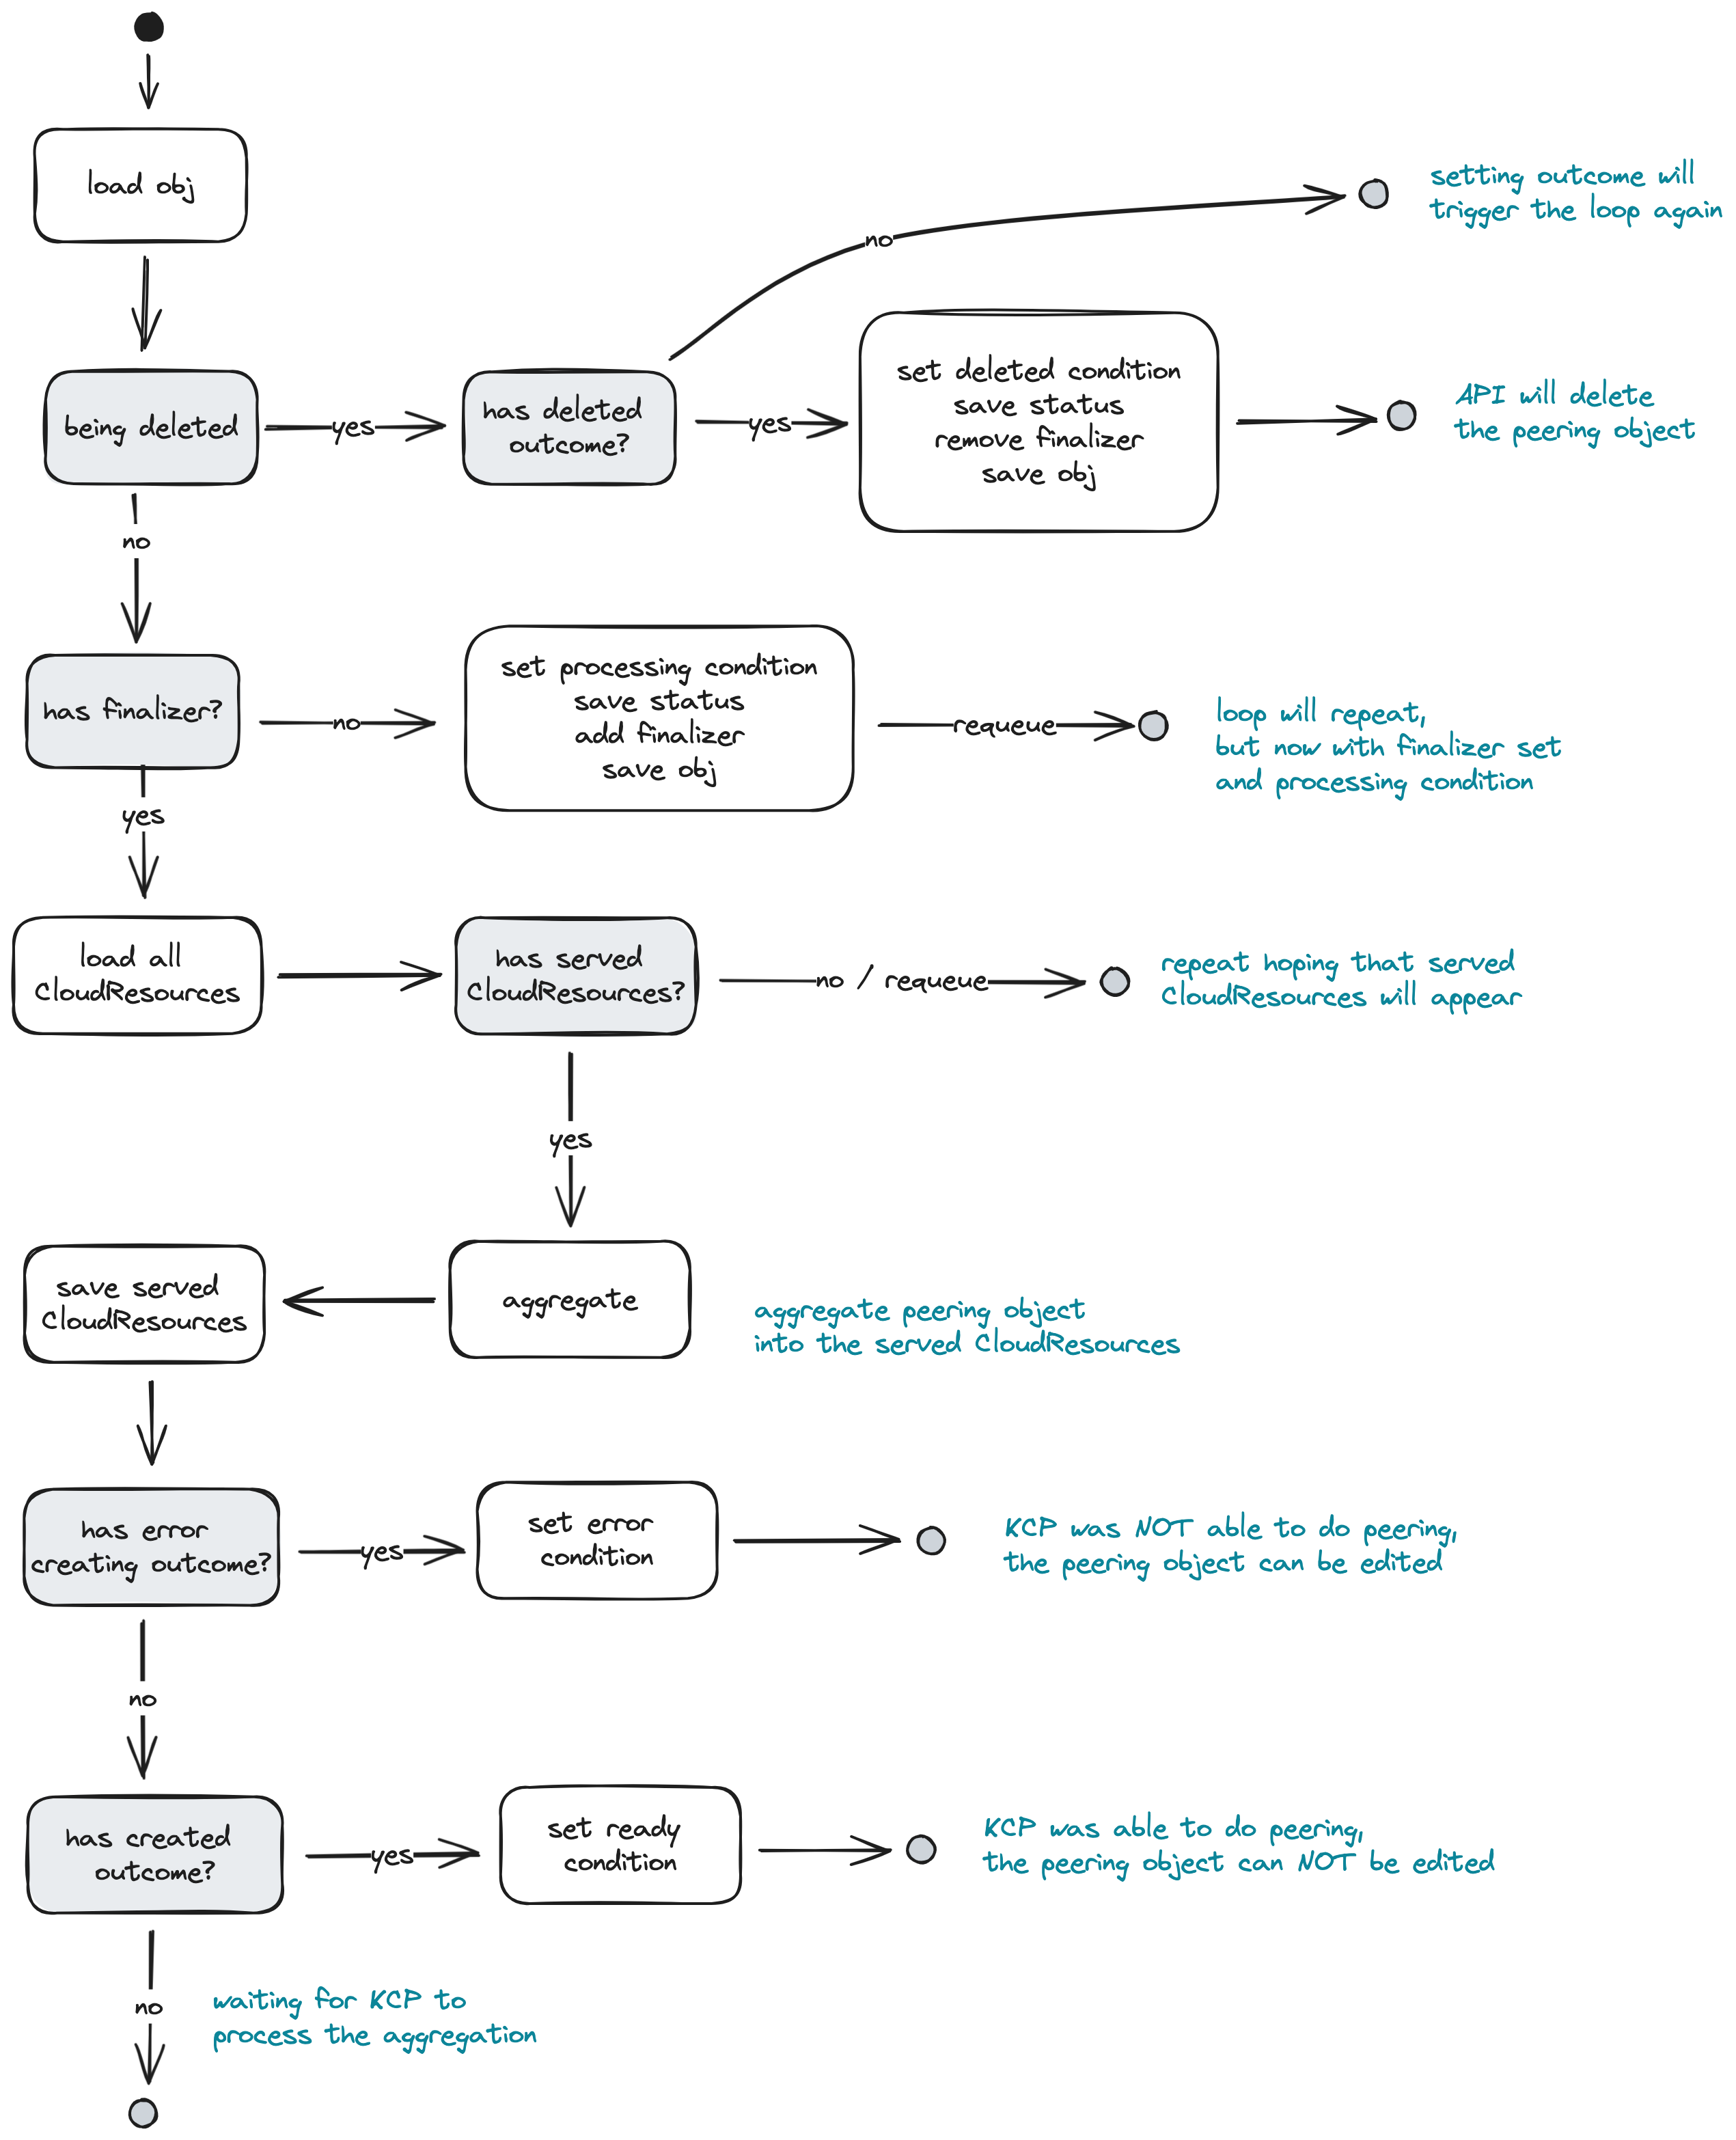 load obj
setting outcome will
trigger the loop again
no
being deleted
yes
has deleted
outcome?
yes
set deleted condition
save status
remove finalizer
save obj
API will delete
the peering object
no
has finalizer?
no
set processing condition
save status
add finalizer
save obj
requeue
loop will repeat,
but now with finalizer set
and processing condition
yes
load all
CloudResources
has served
CloudResources?
no / requeue
repeat hoping that served
CloudResources will appear
yes
save served
CloudResources
aggregate
aggregate peering object
into the served CloudResources
has error
creating outcome?
yes
set error
condition
KCP was NOT able to do peering,
the peering object can be edited
no
has created
outcome?
yes
set ready
condition
KCP was able to do peering,
the peering object can NOT be edited
no
waiting for KCP to
process the aggregation